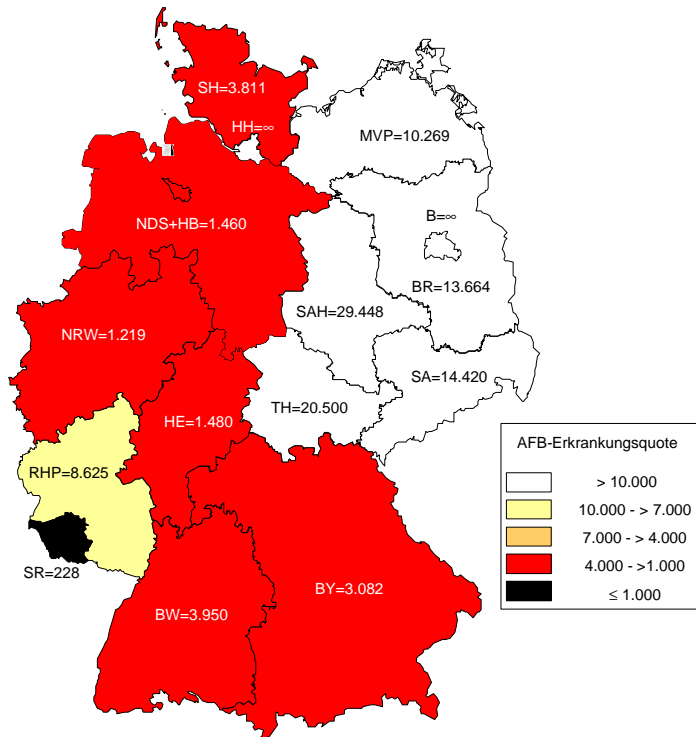 SH=3.811
HH=∞
MVP=10.269
NDS+HB=1.460
B=∞
BR=13.664
SAH=29.448
NRW=1.219
SA=14.420
TH=20.500
HE=1.480
RHP=8.625
SR=228
BW=3.950
BY=3.082
AFB-Erkrankungsquote
> 10.000
10.000 - > 7.000
7.000 - > 4.000
4.000 - >1.000
≤ 1.000